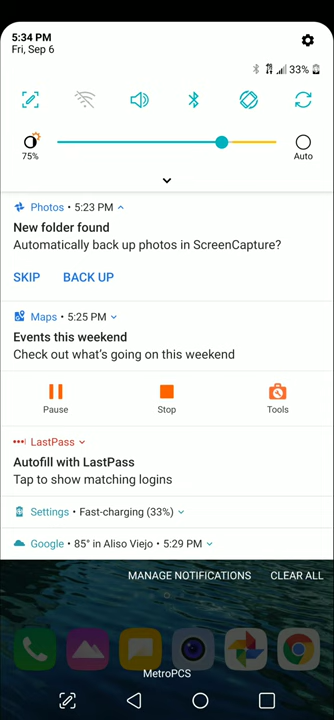 5:34 PM
Fri, Sep 6
33%
75%
Auto
Photos • 5:23 PM
New folder found
Automatically back up photos in ScreenCapture?
SKIP BACK UP
Maps • 5:25 PM
Events this weekend
Check out what's going on this weekend
Pause Stop Tools
LastPass
Autofill with LastPass
Tap to show matching logins
Settings • Fast-charging (33%)
Google • 85° in Aliso Viejo • 5:29 PM
MANAGE NOTIFICATIONS CLEAR ALL
MetroPCS